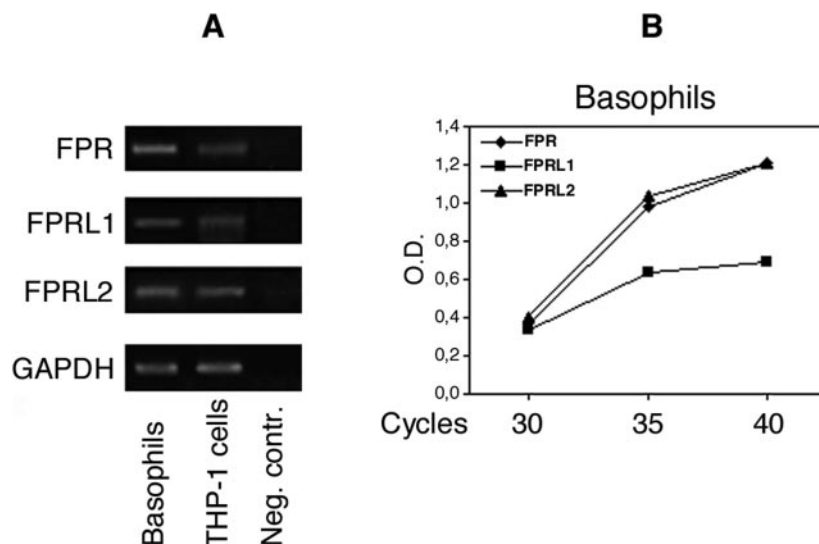 A
FPR
FPRL1
FPRL2
GAPDH
Basophils
THP-1 cells
Neg. contr.
B
Basophils
1,4
1,2
1,0
0,8
0,6
0,4
0,2
0,0
O.D.
FPR
FPRL1
FPRL2
Cycles 30 35 40